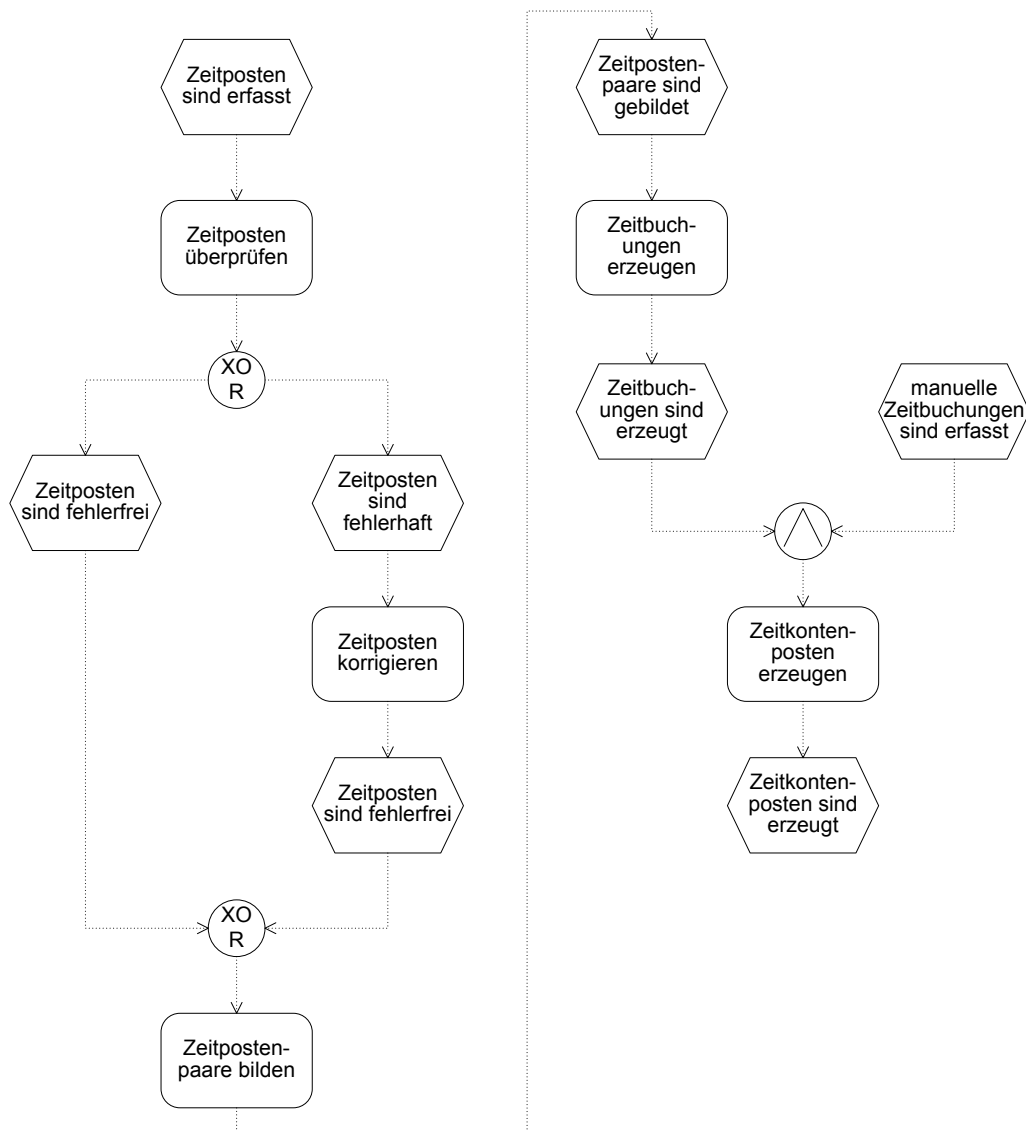 Zeitposten
sind erfasst
Zeitposten
überprüfen
XO
R
Zeitposten
sind fehlerfrei
Zeitposten
sind
fehlerhaft
Zeitposten
korrigieren
Zeitposten
sind fehlerfrei
XO
R
Zeitposten-
paare bilden
Zeitposten-
paare sind
gebildet
Zeitbuch-
ungen
erzeugen
Zeitbuch-
ungen sind
erzeugt
manuelle
Zeitbuchungen
sind erfasst
Zeitkonten-
posten
erzeugen
Zeitkonten-
posten sind
erzeugt